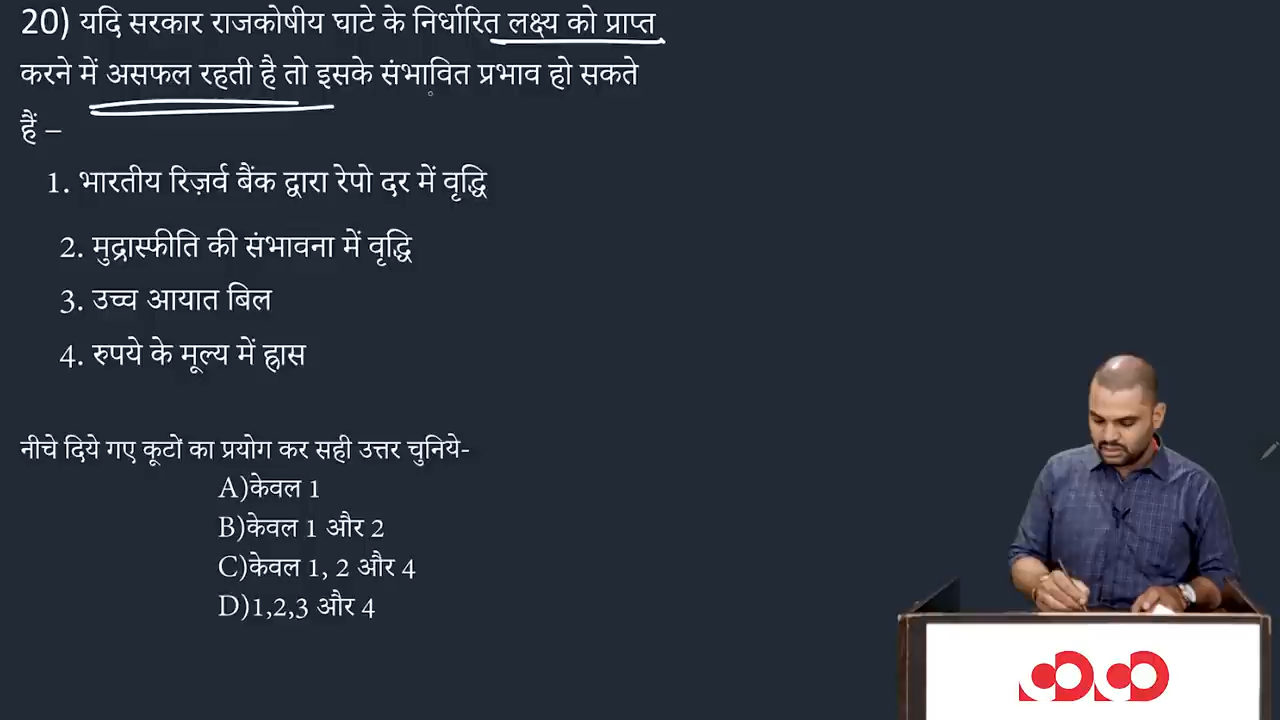 20) यदि सरकार राजकोषीय घाटे के निर्धारित लक्ष्य को प्राप्त
करने में असफल रहती है तो इसके संभावित प्रभाव हो सकते
हैं –
1. भारतीय रिज़र्व बैंक द्वारा रेपो दर में वृद्धि
2. मुद्रास्फीति की संभावना में वृद्धि
3. उच्च आयात बिल
4. रुपये के मूल्य में ह्रास
नीचे दिये गए कूटों का प्रयोग कर सही उत्तर चुनिये-
A)केवल 1
B)केवल 1 और 2
C)केवल 1, 2 और 4
D)1,2,3 और 4